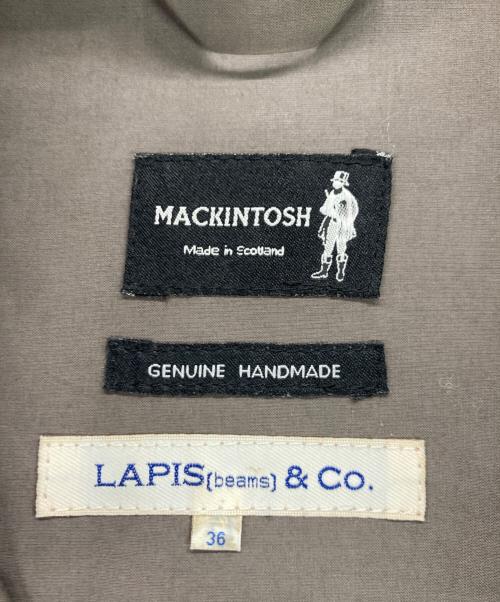 MACKINTOSH
Made in Scotland
GENUINE HANDMADE
LAPIS[beams] & Co.
36